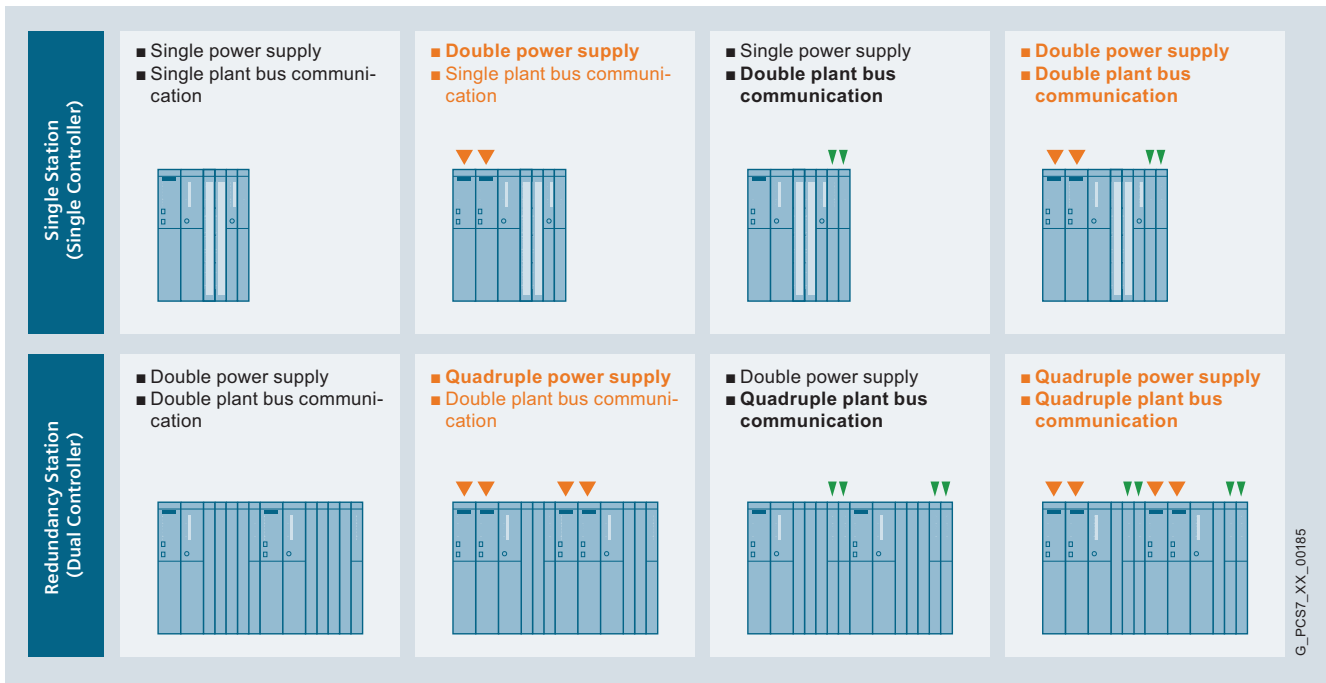 Single Station
(Single Controller)
■ Single power supply
■ Single plant bus communi-
cation
■ Double power supply
■ Single plant bus communi-
cation
■ Single power supply
■ Double plant bus
communication
■ Double power supply
■ Double plant bus
communication
Redundancy Station
(Dual Controller)
■ Double power supply
■ Double plant bus communi-
cation
■ Quadruple power supply
■ Double plant bus communi-
cation
■ Double power supply
■ Quadruple plant bus
communication
■ Quadruple power supply
■ Quadruple plant bus
communication
G_PCS7_XX_00185